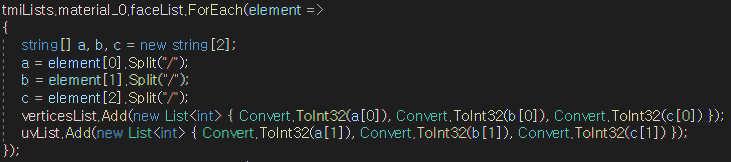 tmiLists.material_0.faceList.ForEach(element =>
{
string[] a, b, c = new string[2];
a = element[0].Split("/");
b = element[1].Split("/");
c = element[2].Split("/");
verticesList.Add(new List<int> { Convert.ToInt32(a[0]), Convert.ToInt32(b[0]), Convert.ToInt32(c[0]) });
uvList.Add(new List<int> { Convert.ToInt32(a[1]), Convert.ToInt32(b[1]), Convert.ToInt32(c[1]) });
});